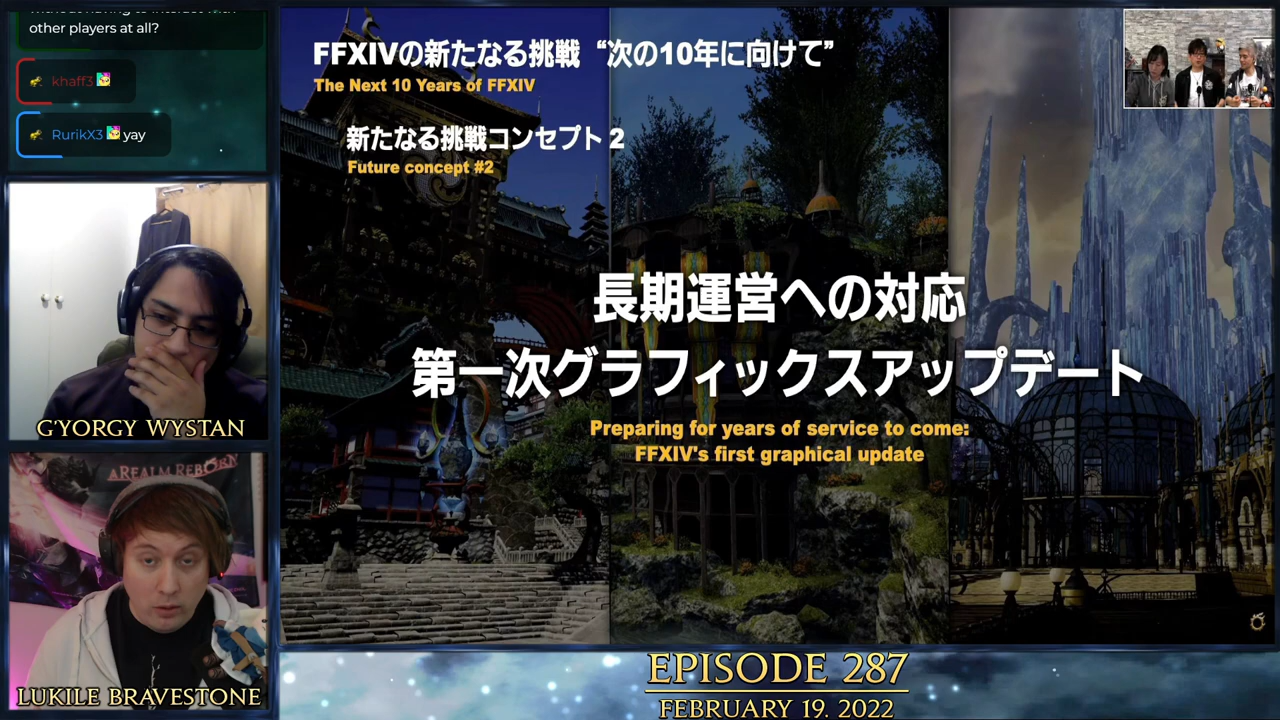 other players at all?
khaff3
RurikX3 yay
G'YORGY WYSTAN
A REALM REBORN
LUKILE BRAVESTONE
FFXIVの新たなる挑戦 “次の10年に向けて”
The Next 10 Years of FFXIV
新たなる挑戦コンセプト 2
Future concept #2
長期運営への対応
第一次グラフィックスアップデート
Preparing for years of service to come:
FFXIV's first graphical update
EPISODE 287
FEBRUARY 19, 2022